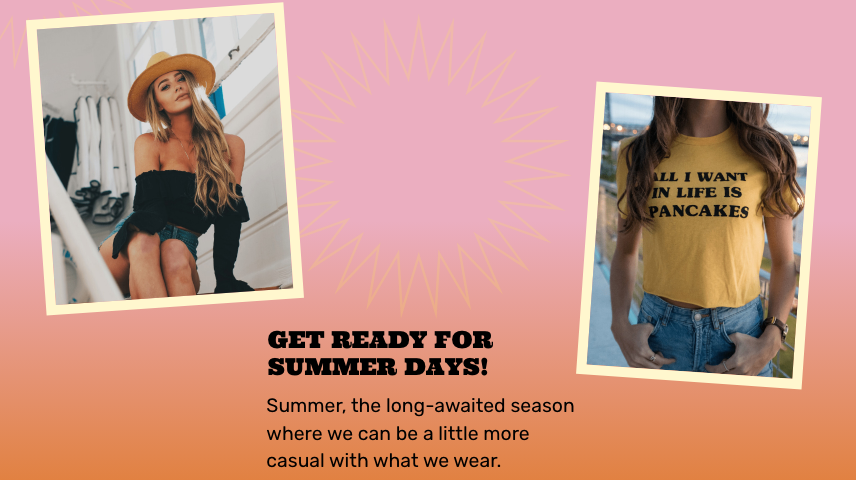 ALL I WANT
IN LIFE IS
PANCAKES
GET READY FOR
SUMMER DAYS!
Summer, the long-awaited season
where we can be a little more
casual with what we wear.